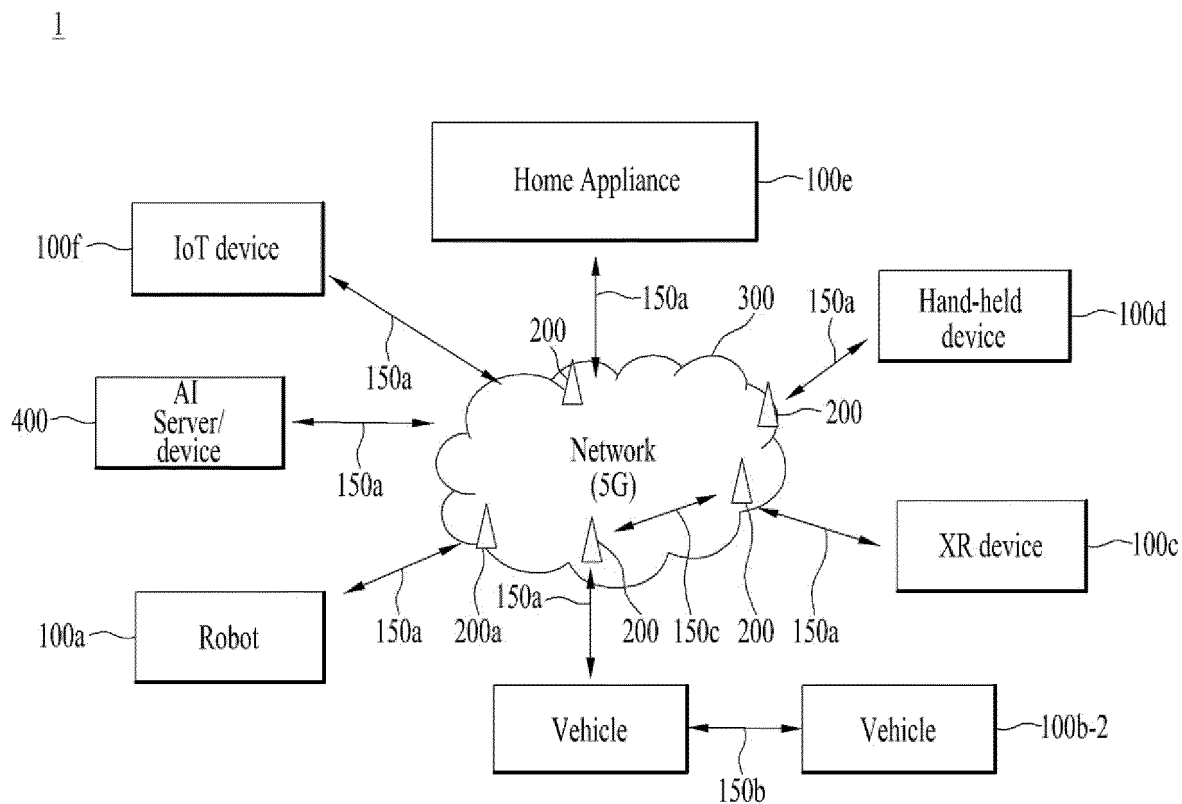 1
Home Appliance
100e
IoT device
100f
150a
300
Hand-held
device
100d
150a
200
150a
AI
Server/
device
400
150a
200
Network
(5G)
XR device
100c
150a
Robot
100a
150a
200a
150a
200
150c
200
150a
Vehicle
Vehicle
100b-2
150b